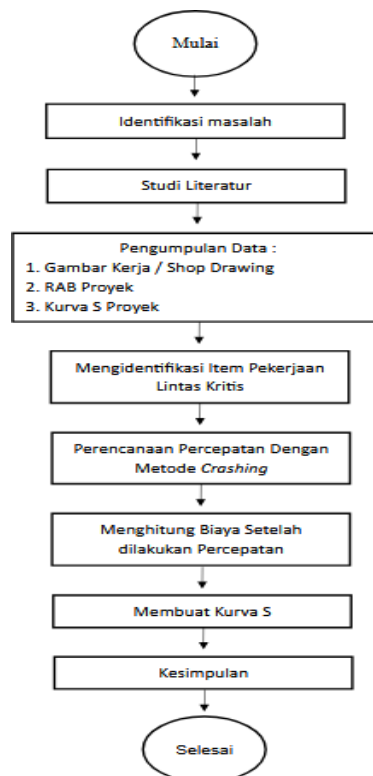 Mulai
Identifikasi masalah
Studi Literatur
Pengumpulan Data :
1. Gambar Kerja / Shop Drawing
2. RAB Proyek
3. Kurva S Proyek
Mengidentifikasi Item Pekerjaan
Lintas Kritis
Perencanaan Percepatan Dengan
Metode Crashing
Menghitung Biaya Setelah
dilakukan Percepatan
Membuat Kurva S
Kesimpulan
Selesai